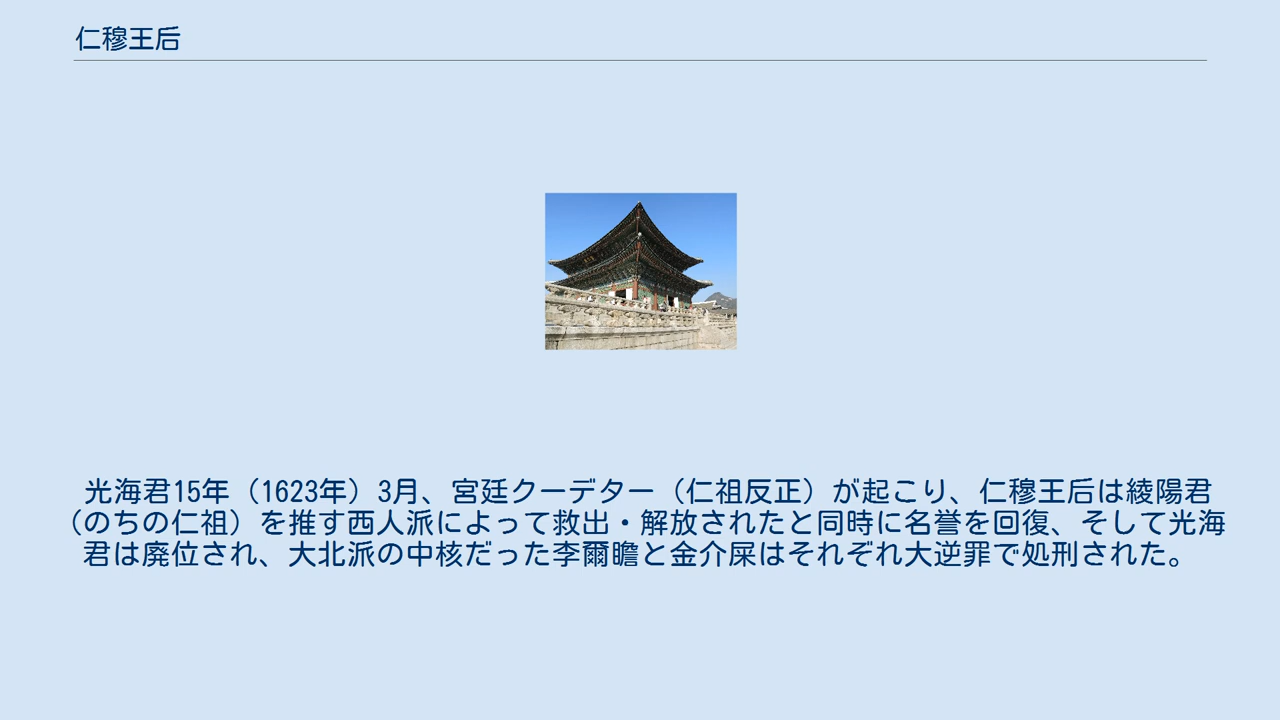 仁穆王后
光海君15年（1623年）3月、宮廷クーデター（仁祖反正）が起こり、仁穆王后は綾陽君
（のちの仁祖）を推す西人派によって救出・解放されたと同時に名誉を回復、そして光海
君は廃位され、大北派の中核だった李爾瞻と金介屎はそれぞれ大逆罪で処刑された。